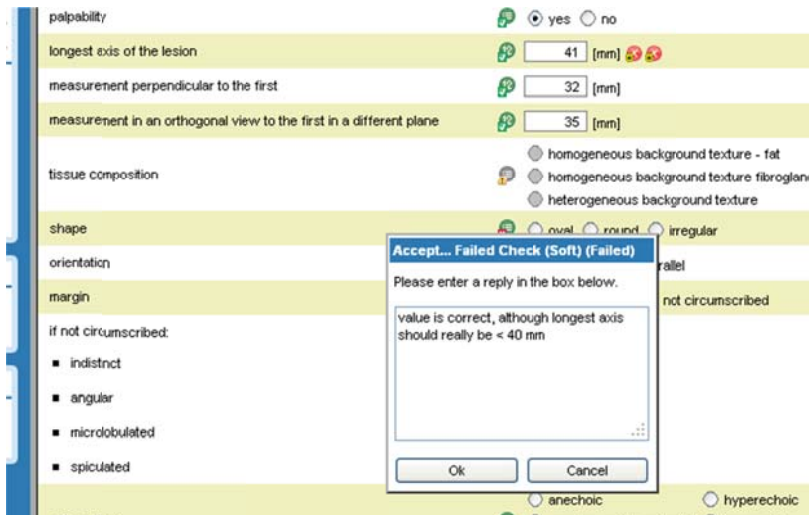 palpability yes no
longest axis of the lesion 41 [mm]
measurement perpendicular to the first 32 [mm]
measurement in an orthogonal view to the first in a different plane 35 [mm]
homogeneous background texture - fat
tissue composition homogeneous background texture fibroglan
heterogeneous background texture
shape oval round irregular
Accept... Failed Check (Soft) (Failed)
orientation rallel
Please enter a reply in the box below.
margin not circumscribed
value is correct, although longest axis
should really be < 40 mm
if not circumscribed:
indistinct
angular
microlobulated
spiculated
Ok Cancel
anechoic hyperechoic